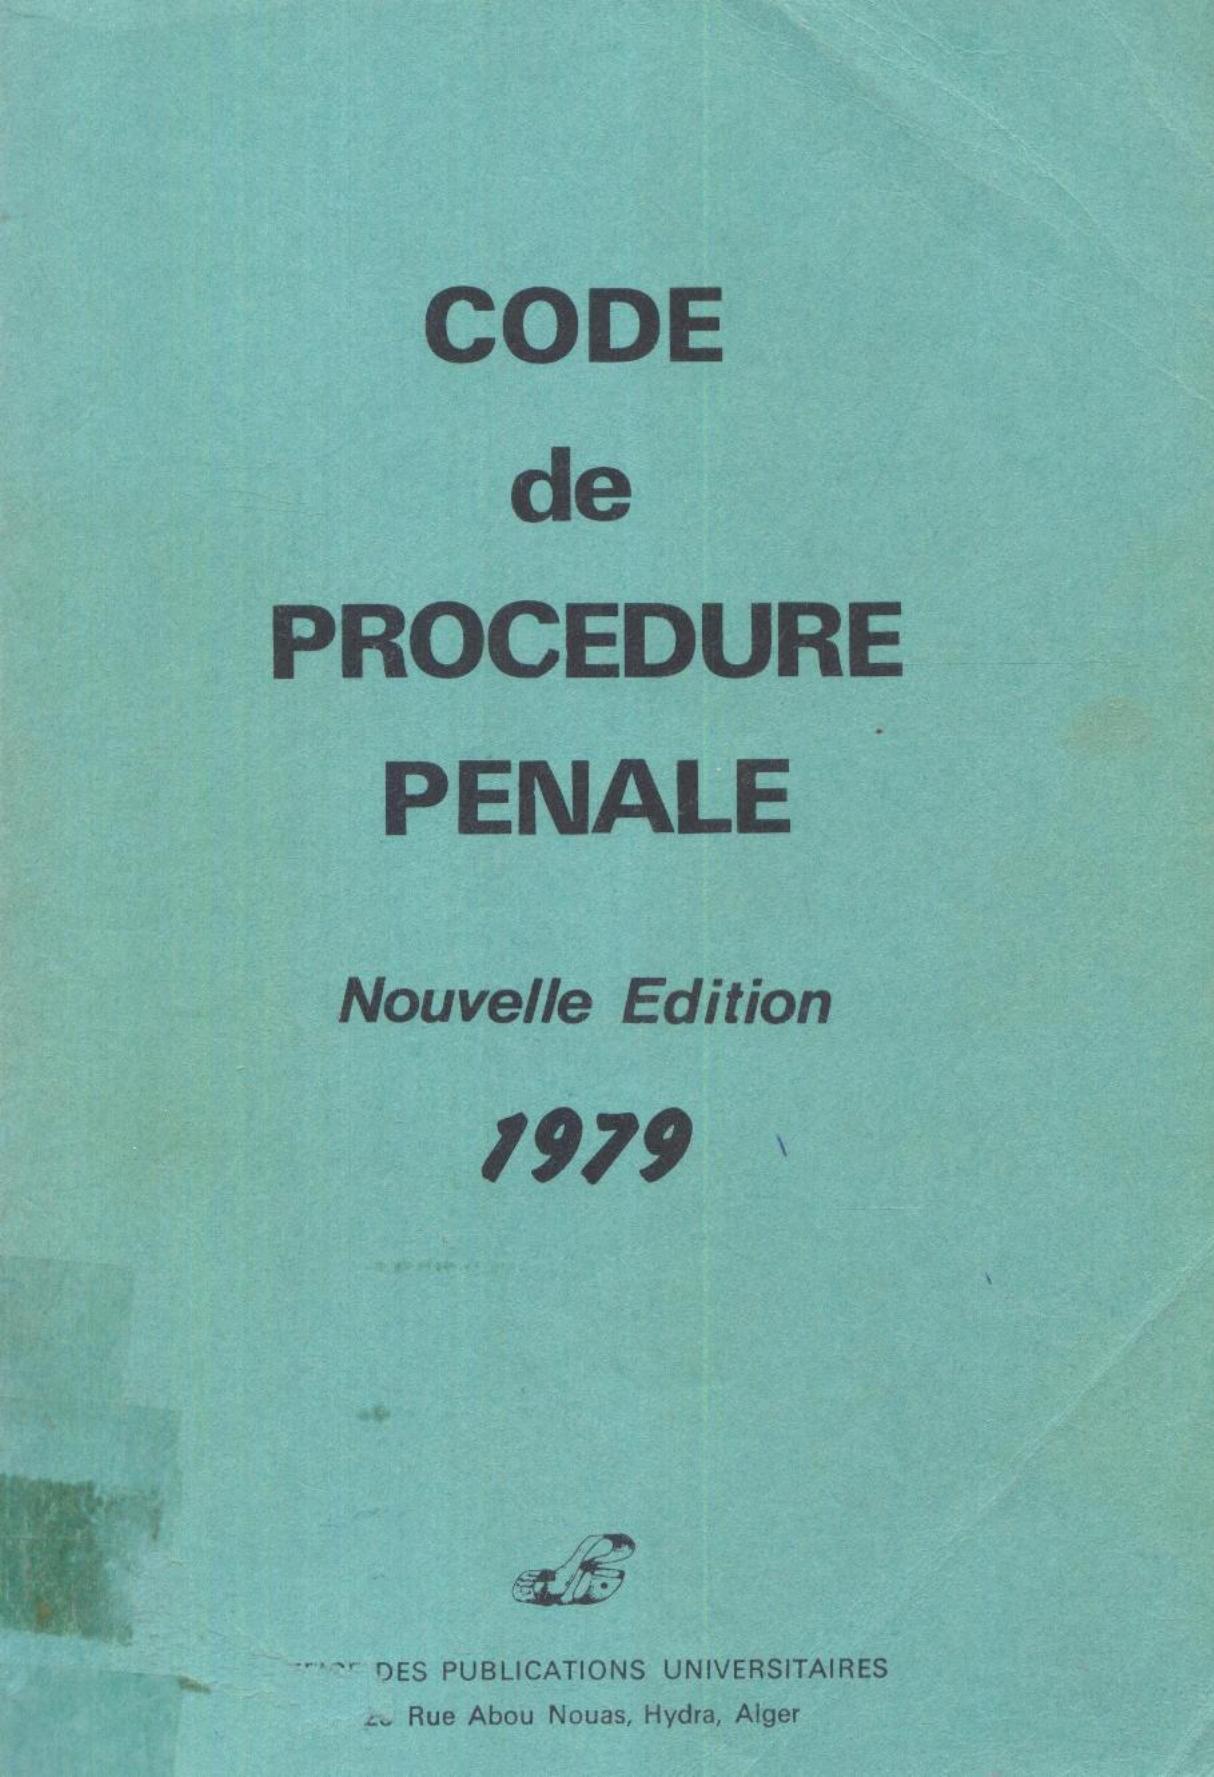 CODE
de
PROCEDURE
PENALE
Nouvelle Edition
1979
DES PUBLICATIONS UNIVERSITAIRES
Rue Abou Nouas, Hydra, Alger